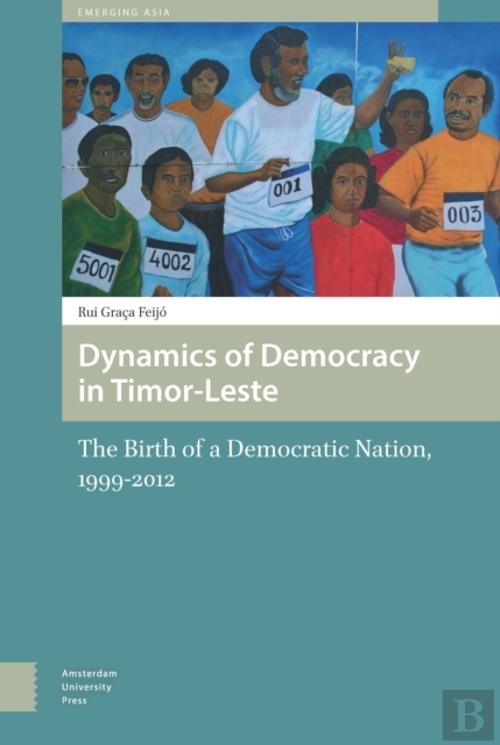 EMERGING ASIA
001
003
5001
4002
Rui Graça Feijó
Dynamics of Democracy
in Timor-Leste
The Birth of a Democratic Nation,
1999-2012
Amsterdam
University
Press
B